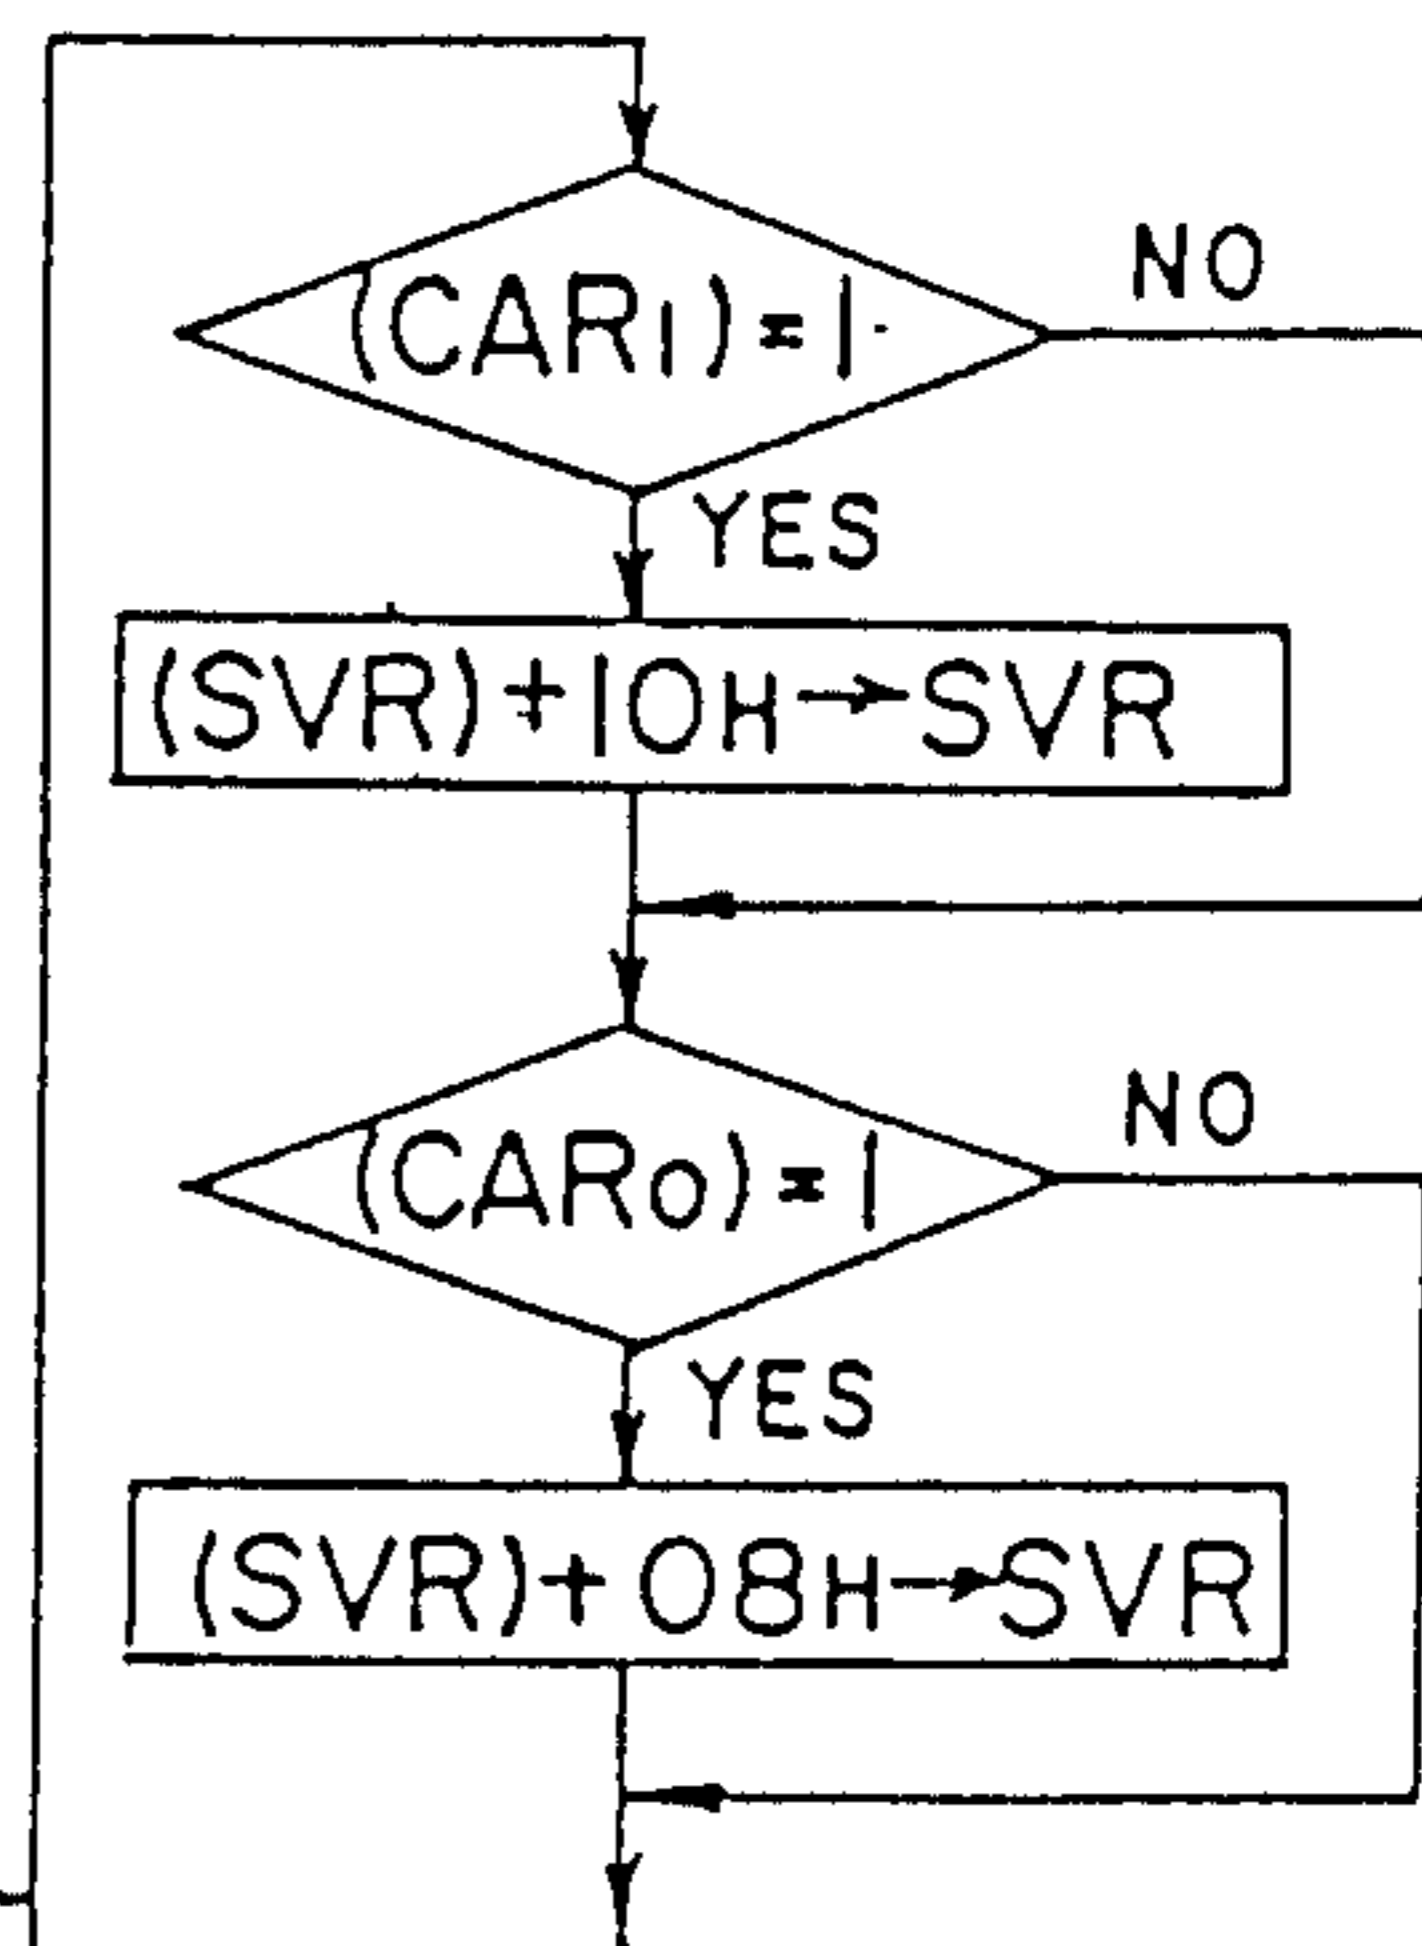 NO
(CAR1)=1
YES
(SVR)+10H→SVR
NO
(CAR0)=1
YES
(SVR)+08H→SVR